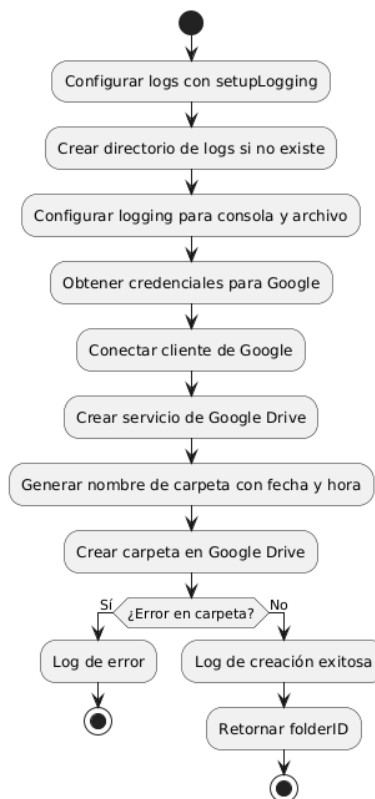 Configurar logs con setupLogging
Crear directorio de logs si no existe
Configurar logging para consola y archivo
Obtener credenciales para Google
Conectar cliente de Google
Crear servicio de Google Drive
Generar nombre de carpeta con fecha y hora
Crear carpeta en Google Drive
Sí
¿Error en carpeta?
No
Log de error
Log de creación exitosa
Retornar folderID